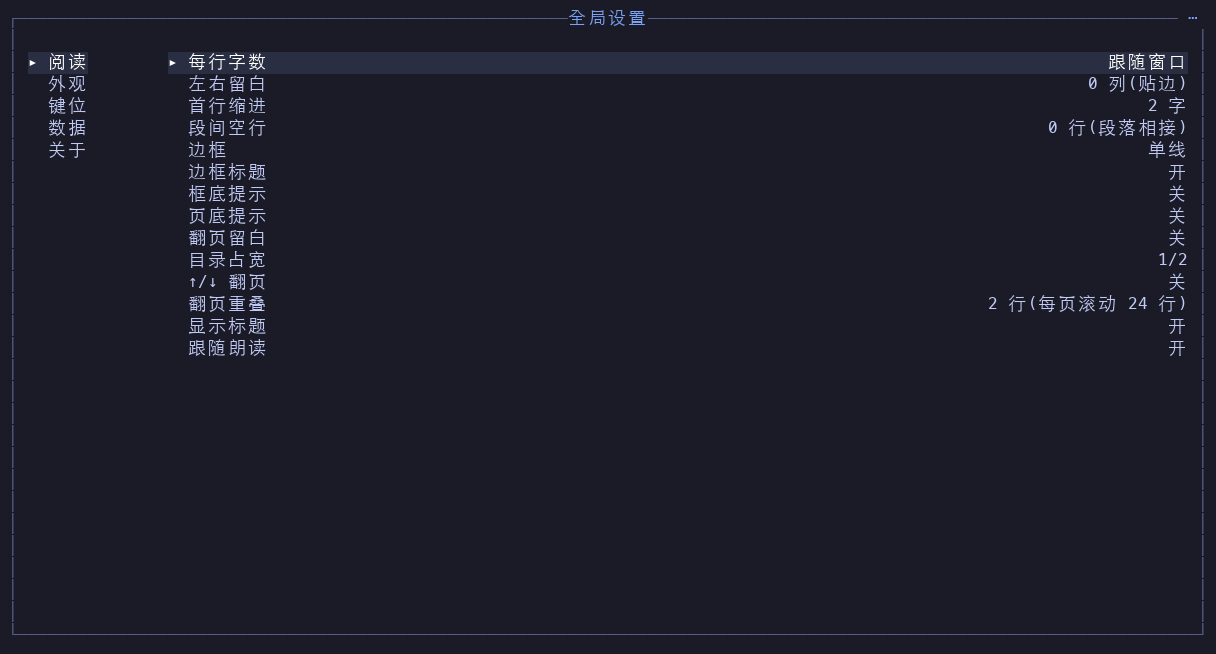 全局设置 …
▸ 阅读 ▸ 每行字数 跟随窗口
外观 左右留白 0 列(贴边)
键位 首行缩进 2 字
数据 段间空行 0 行(段落相接)
关于 边框 单线
边框标题 开
框底提示 关
页底提示 关
翻页留白 关
目录占宽 1/2
↑/↓ 翻页 关
翻页重叠 2 行(每页滚动 24 行)
显示标题 开
跟随朗读 开